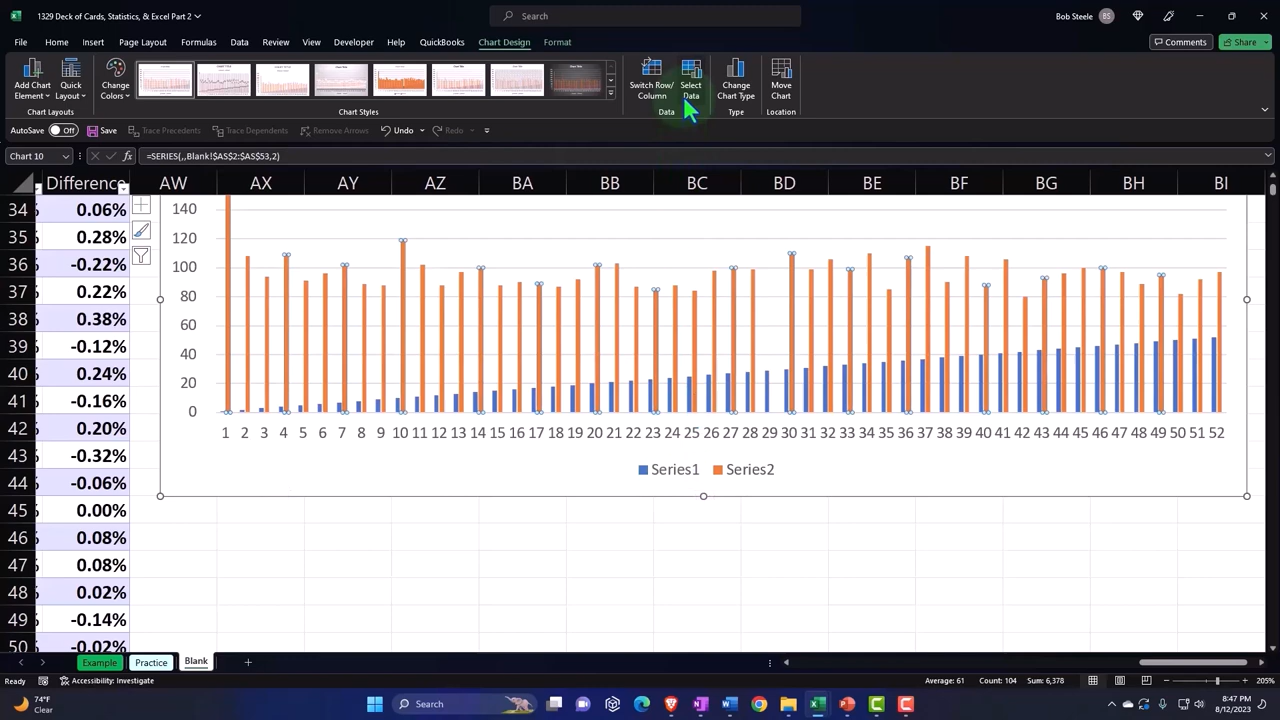 1329 Deck of Cards, Statistics, & Excel Part 2
Search
Bob Steele BS
File Home Insert Page Layout Formulas Data Review View Developer Help QuickBooks Chart Design Format
Comments Share
Add Chart Element
Quick Layout
Change Colors
Switch Row/ Column
Select Data
Change Chart Type
Move Chart
Chart Layouts Chart Styles Data Type Location
AutoSave Off Save Trace Precedents Trace Dependents Remove Arrows Undo Redo
Chart 10 fx =SERIES(,,Blank!$AS$2:$AS$53,2)
Difference AW AX AY AZ BA BB BC BD BE BF BG BH BI
34 0.06%
35 0.28%
36 -0.22%
37 0.22%
38 0.38%
39 -0.12%
40 0.24%
41 -0.16%
42 0.20%
43 -0.32%
44 -0.06%
45 0.00%
46 0.08%
47 0.08%
48 0.02%
49 -0.14%
50 -0.02%
140
120
100
80
60
40
20
0
1 2 3 4 5 6 7 8 9 10 11 12 13 14 15 16 17 18 19 20 21 22 23 24 25 26 27 28 29 30 31 32 33 34 35 36 37 38 39 40 41 42 43 44 45 46 47 48 49 50 51 52
Series1 Series2
Example Practice Blank
Ready Accessibility: Investigate Average: 61 Count: 104 Sum: 6,378 205%
74°F
Clear
Search
8:47 PM
8/12/2023